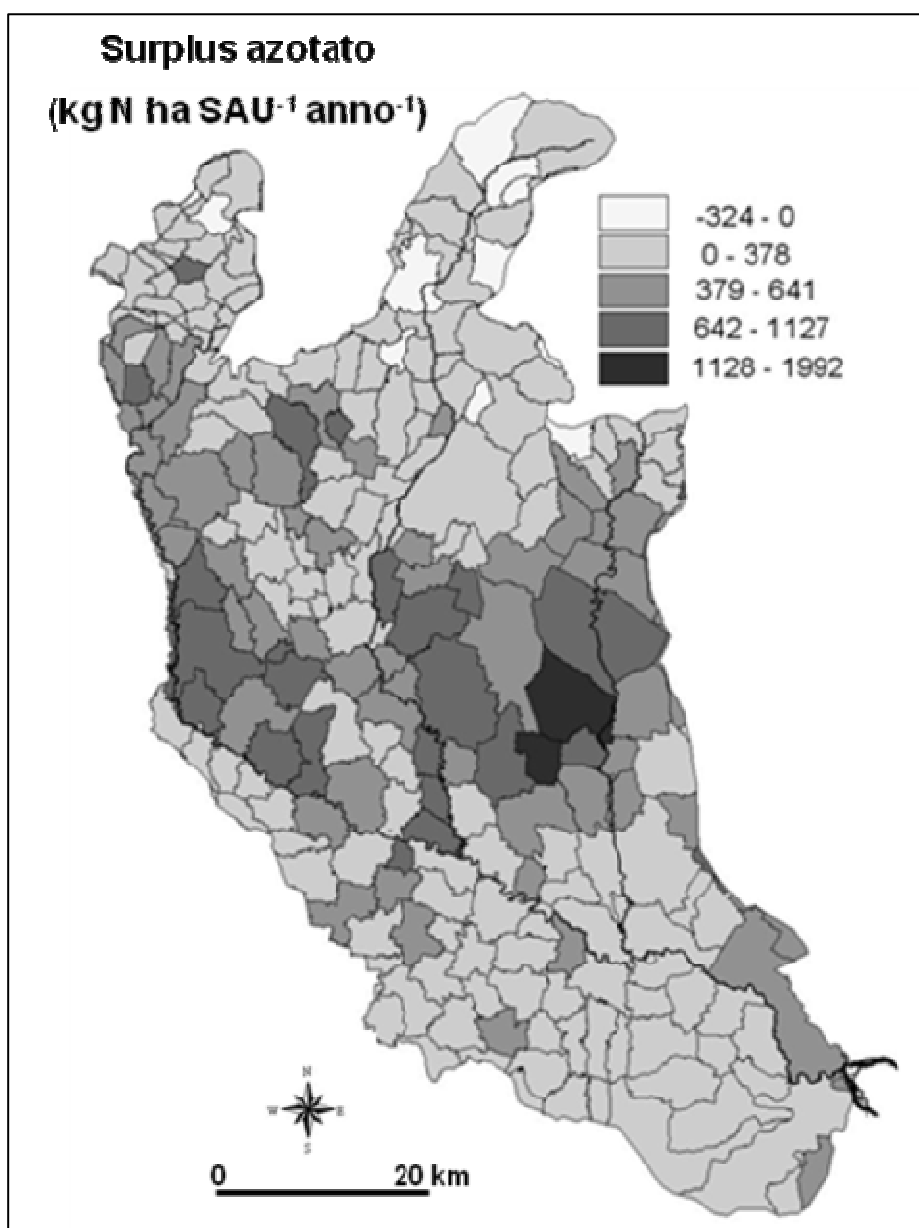 Surplus azotato
(kg N ha SAU⁻¹ anno⁻¹)
-324 - 0
0 - 378
379 - 641
642 - 1127
1128 - 1992
N
W E
S
0 20 km